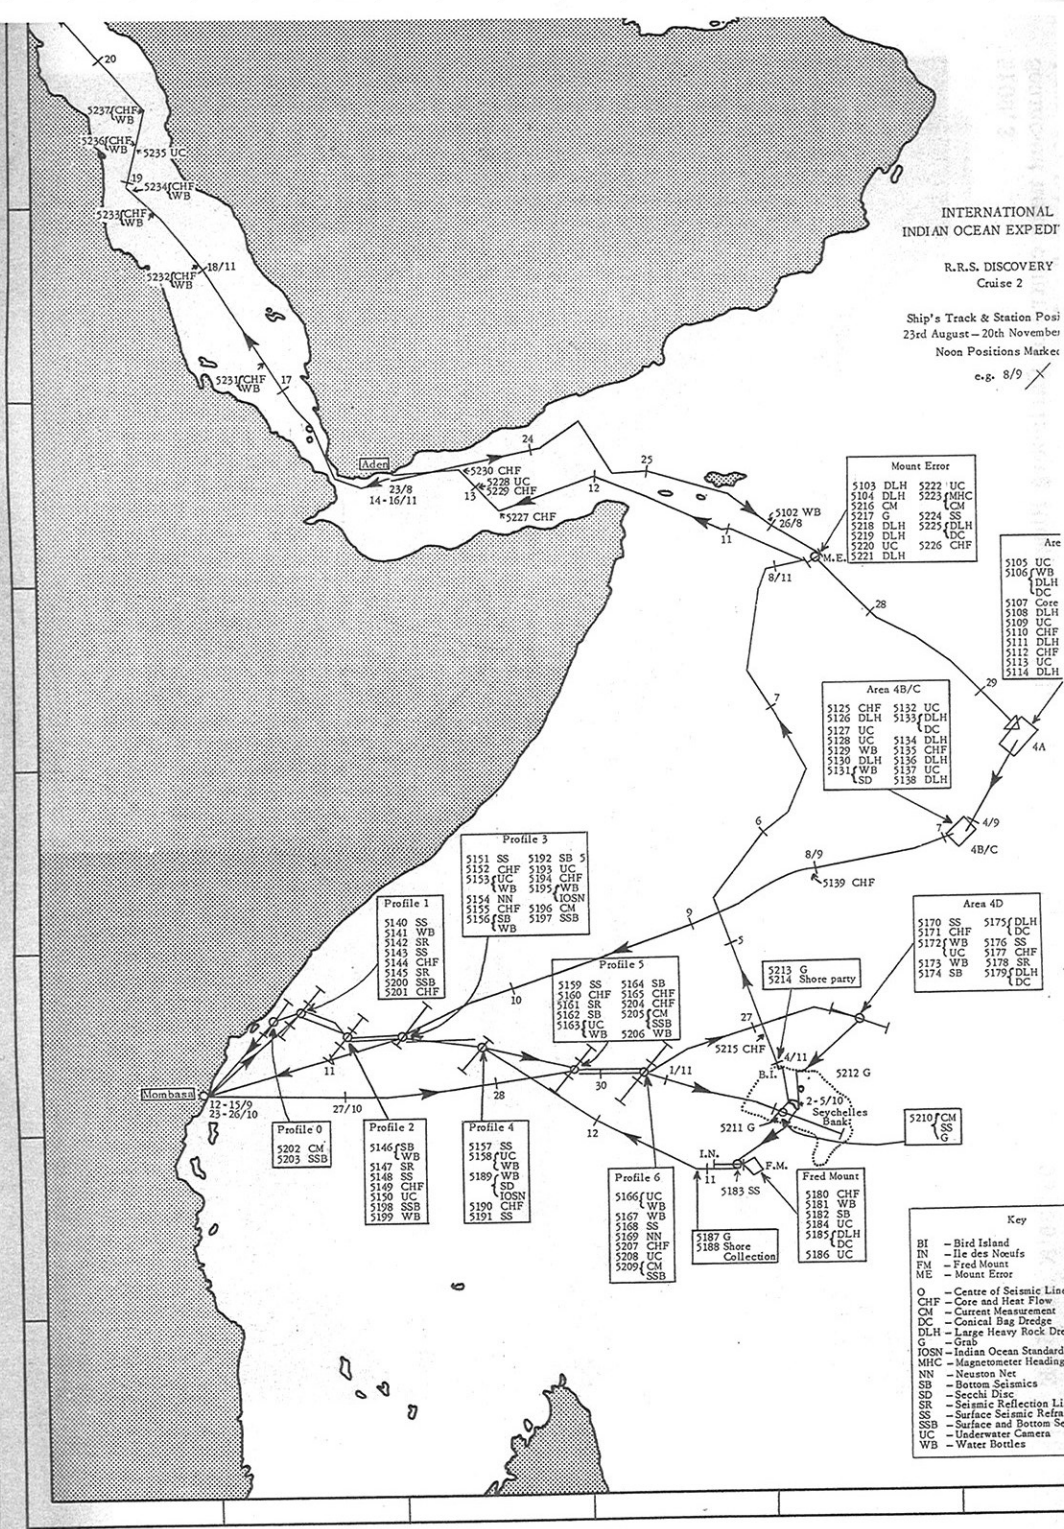 INTERNATIONAL
INDIAN OCEAN EXPEDI
R.R.S. DISCOVERY
Cruise 2
Ship's Track & Station Posi
23rd August – 20th November
Noon Positions Marked
e.g. 8/9
20
5237{CHF
WB
5236{CHF
WB
5235 UC
19
5234{CHF
WB
5233{CHF
WB
18/11
5232{CHF
WB
5231{CHF
WB
17
Aden
23/8
14 - 16/11
24
25
5230 CHF
5228 UC
13
5229 CHF
5227 CHF
12
11
5102 WB
26/8
M.E.
8/11
28
29
7
6
5
Mount Error
5103 DLH 5222 UC
5104 DLH 5223{MHC
5216 CM CM
5217 G 5224 SS
5218 DLH 5225{DLH
5219 DLH DC
5220 UC 5226 CHF
5221 DLH
Are
5105 UC
5106{WB
DLH
DC
5107 Core
5108 DLH
5109 UC
5110 CHF
5111 DLH
5112 CHF
5113 UC
5114 DLH
4A
Area 4B/C
5125 CHF 5132 UC
5126 DLH 5133{DLH
5127 UC DC
5128 UC 5134 DLH
5129 WB 5135 CHF
5130 DLH 5136 DLH
5131{WB 5137 UC
SD 5138 DLH
7
4/9
4B/C
8/9
5139 CHF
9
10
11
Profile 3
5151 SS 5192 SB 5
5152 CHF 5193 UC
5153{UC 5194 CHF
WB 5195{WB
5154 NN IOSN
5155 CHF 5196 CM
5156{SB 5197 SSB
WB
Profile 1
5140 SS
5141 WB
5142 SR
5143 SS
5144 CHF
5145 SR
5200 SSB
5201 CHF
Profile 5
5159 SS 5164 SB
5160 CHF 5165 CHF
5161 SR 5204 CHF
5162 SB 5205{CM
5163{UC SSB
WB 5206 WB
Area 4D
5170 SS 5175{DLH
5171 CHF DC
5172{WB 5176 SS
UC 5177 CHF
5173 WB 5178 SR
5174 SB 5179{DLH
DC
5213 G
5214 Shore party
27
5215 CHF
4/11
B.I.
5212 G
2 - 5/10
Seychelles
Bank
5211 G
5210{CM
SS
G
Mombasa
12 - 15/9
23 - 26/10
27/10
28
30
1/11
12
I.N.
11
F.M.
5183 SS
Profile 0
5202 CM
5203 SSB
Profile 2
5146{SB
WB
5147 SR
5148 SS
5149 CHF
5150 UC
5198 SSB
5199 WB
Profile 4
5157 SS
5158{UC
WB
5189{WB
SD
IOSN
5190 CHF
5191 SS
Profile 6
5166{UC
WB
5167 WB
5168 SS
5169 NN
5207 CHF
5208 UC
5209{CM
SSB
5187 G
5188 Shore
Collection
Fred Mount
5180 CHF
5181 WB
5182 SB
5184 UC
5185{DLH
DC
5186 UC
Key
BI – Bird Island
IN – Ile des Nœufs
FM – Fred Mount
ME – Mount Error
O – Centre of Seismic Line
CHF – Core and Heat Flow
CM – Current Measurement
DC – Conical Bag Dredge
DLH – Large Heavy Rock Dre
G – Grab
IOSN – Indian Ocean Standard
MHC – Magnetometer Heading
NN – Neuston Net
SB – Bottom Seismics
SD – Secchi Disc
SR – Seismic Reflection Li
SS – Surface Seismic Refra
SSB – Surface and Bottom Se
UC – Underwater Camera
WB – Water Bottles